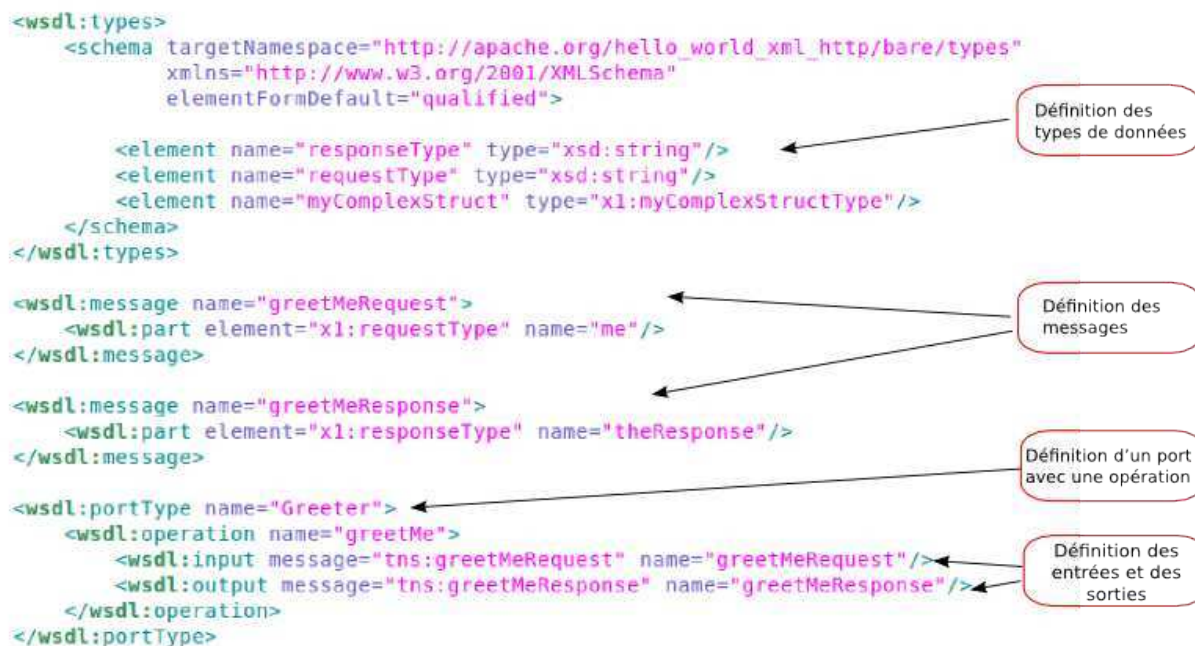 <wsdl:types>
<schema targetNamespace="http://apache.org/hello_world_xml_http/bare/types"
xmlns="http://www.w3.org/2001/XMLSchema"
elementFormDefault="qualified">
Définition des
types de données
<element name="responseType" type="xsd:string"/>
<element name="requestType" type="xsd:string"/>
<element name="myComplexStruct" type="x1:myComplexStructType"/>
</schema>
</wsdl:types>
<wsdl:message name="greetMeRequest">
<wsdl:part element="x1:requestType" name="me"/>
</wsdl:message>
Définition des
messages
<wsdl:message name="greetMeResponse">
<wsdl:part element="x1:responseType" name="theResponse"/>
</wsdl:message>
Définition d'un port
avec une opération
<wsdl:portType name="Greeter">
<wsdl:operation name="greetMe">
<wsdl:input message="tns:greetMeRequest" name="greetMeRequest"/>
<wsdl:output message="tns:greetMeResponse" name="greetMeResponse"/>
</wsdl:operation>
</wsdl:portType>
Définition des
entrées et des
sorties